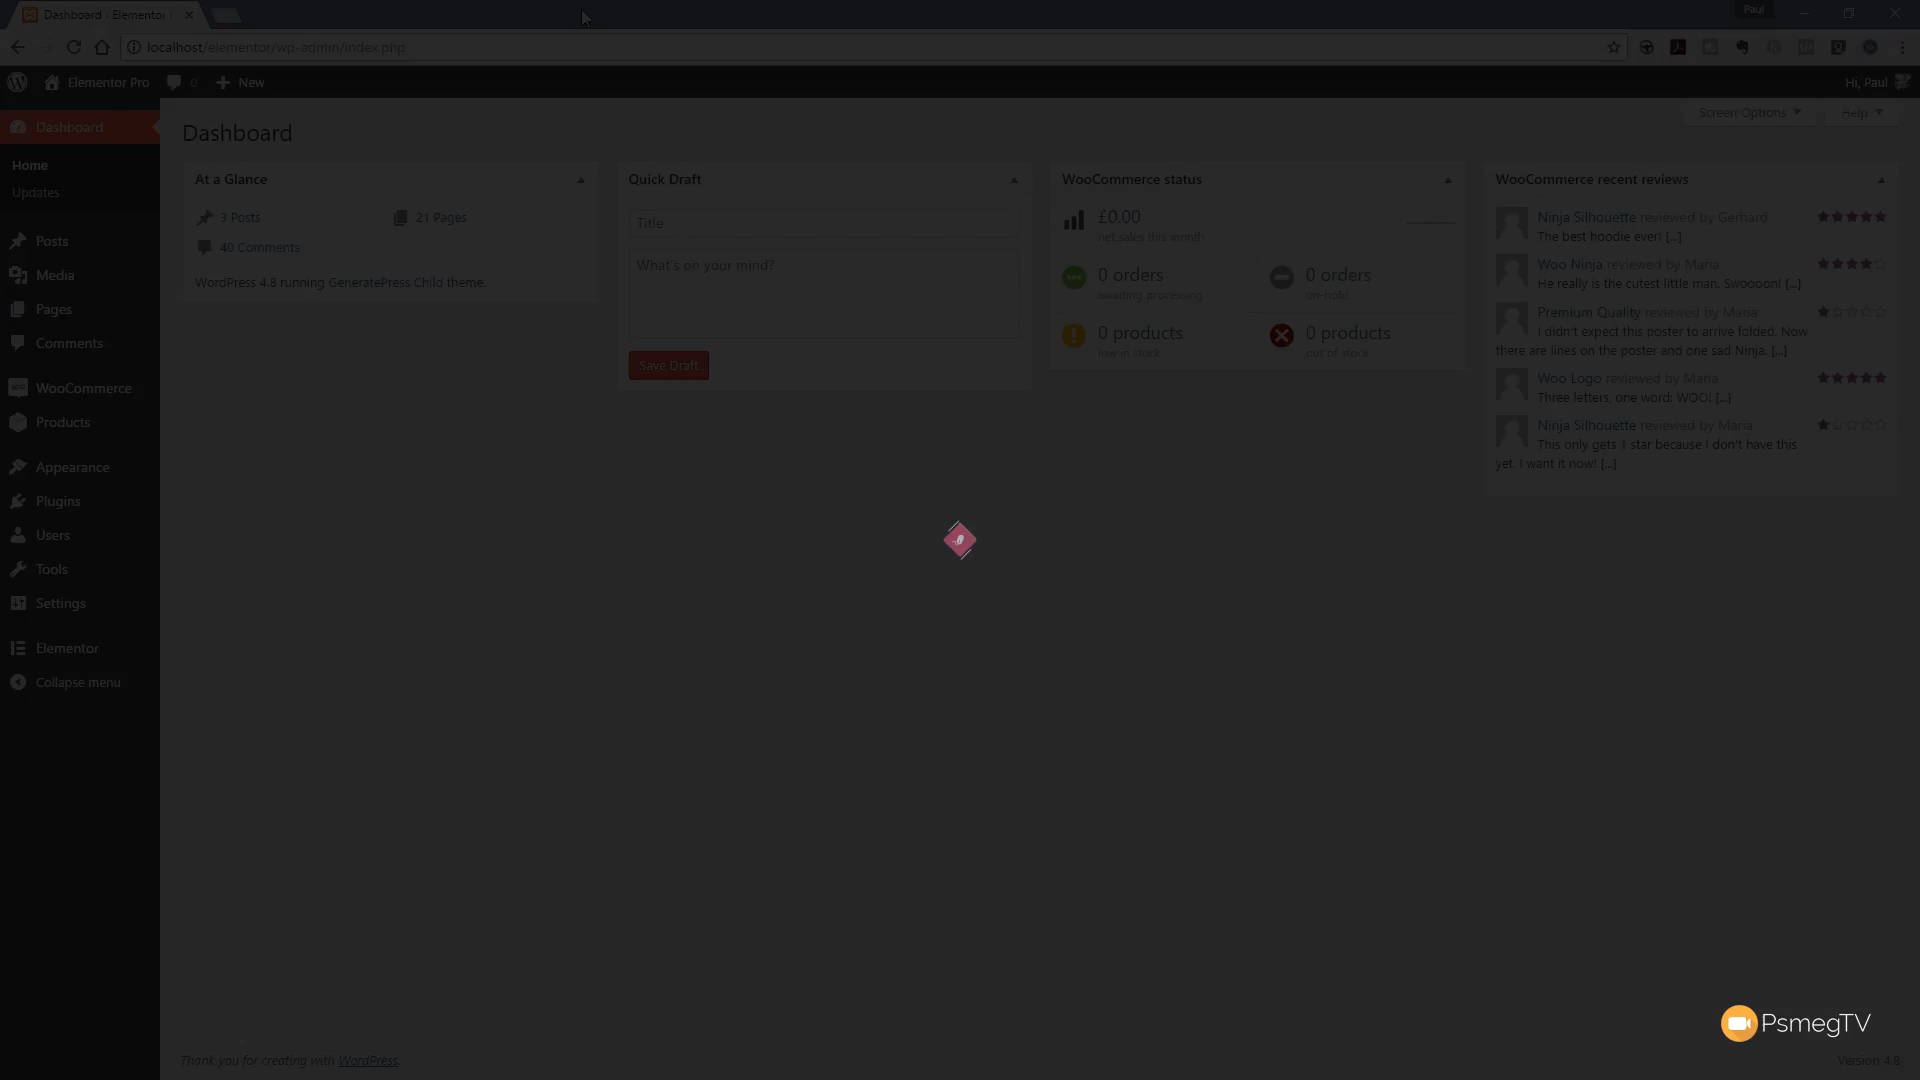 Dashboard ‹ Elementor
Paul
localhost/elementor/wp-admin/index.php
Elementor Pro
0
New
Hi, Paul
Dashboard
Home
Updates
Posts
Media
Pages
Comments
WooCommerce
Products
Appearance
Plugins
Users
Tools
Settings
Elementor
Collapse menu
Dashboard
Screen Options
Help
At a Glance
3 Posts
21 Pages
40 Comments
WordPress 4.8 running GeneratePress Child theme.
Quick Draft
Title
What's on your mind?
Save Draft
WooCommerce status
£0.00
net sales this month
0 orders
awaiting processing
0 orders
on-hold
0 products
low in stock
0 products
out of stock
WooCommerce recent reviews
Ninja Silhouette reviewed by Gerhard
The best hoodie ever! [...]
Woo Ninja reviewed by Maria
He really is the cutest little man. Swoooon! [...]
Premium Quality reviewed by Maria
I didn't expect this poster to arrive folded. Now
there are lines on the poster and one sad Ninja. [...]
Woo Logo reviewed by Maria
Three letters, one word: WOO! [...]
Ninja Silhouette reviewed by Maria
This only gets 1 star because I don't have this
yet. I want it now! [...]
PsmegTV
Thank you for creating with WordPress.
Version 4.8